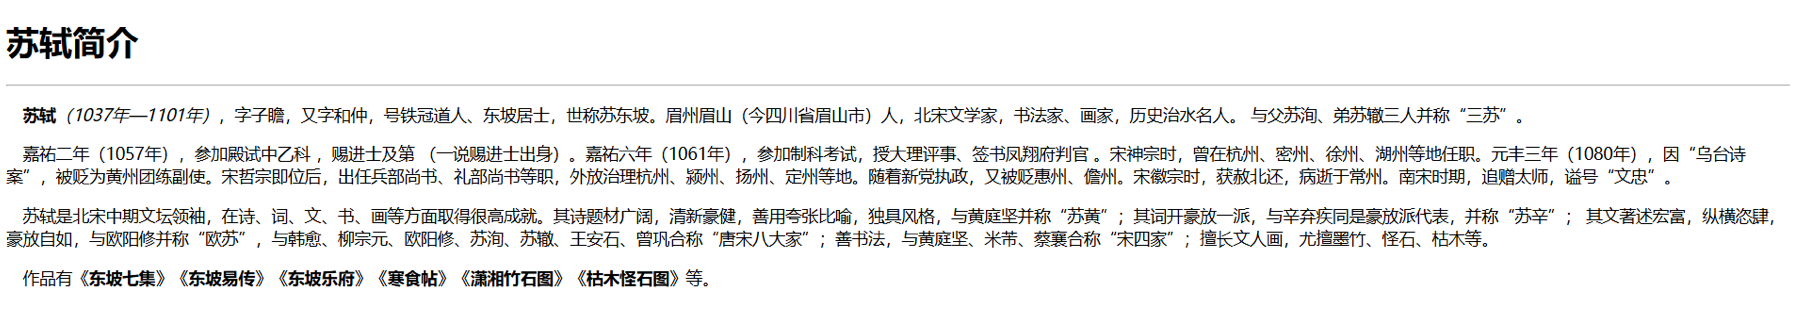 苏轼简介
苏轼（1037年—1101年），字子瞻，又字和仲，号铁冠道人、东坡居士，世称苏东坡。眉州眉山（今四川省眉山市）人，北宋文学家，书法家、画家，历史治水名人。 与父苏洵、弟苏辙三人并称“三苏”。
嘉祐二年（1057年），参加殿试中乙科 ，赐进士及第 （一说赐进士出身）。嘉祐六年（1061年），参加制科考试，授大理评事、签书凤翔府判官 。宋神宗时，曾在杭州、密州、徐州、湖州等地任职。元丰三年（1080年），因“乌台诗
案”，被贬为黄州团练副使。宋哲宗即位后，出任兵部尚书、礼部尚书等职，外放治理杭州、颍州、扬州、定州等地。随着新党执政，又被贬惠州、儋州。宋徽宗时，获赦北还，病逝于常州。南宋时期，追赠太师，谥号“文忠”。
苏轼是北宋中期文坛领袖，在诗、词、文、书、画等方面取得很高成就。其诗题材广阔，清新豪健，善用夸张比喻，独具风格，与黄庭坚并称“苏黄”；其词开豪放一派，与辛弃疾同是豪放派代表，并称“苏辛”； 其文著述宏富，纵横恣肆，
豪放自如，与欧阳修并称“欧苏”，与韩愈、柳宗元、欧阳修、苏洵、苏辙、王安石、曾巩合称“唐宋八大家”；善书法，与黄庭坚、米芾、蔡襄合称“宋四家”；擅长文人画，尤擅墨竹、怪石、枯木等。
作品有《东坡七集》《东坡易传》《东坡乐府》《寒食帖》《潇湘竹石图》《枯木怪石图》等。